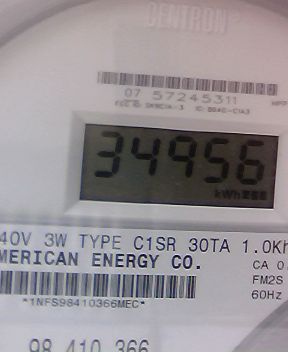 CENTRON®
07 57245311
34956
kWh
40V 3W TYPE C1SR 30TA 1.0Kh
MERICAN ENERGY CO.
CA 0.
FM2S
*1NFS98410366MEC*
60Hz
98 410 366